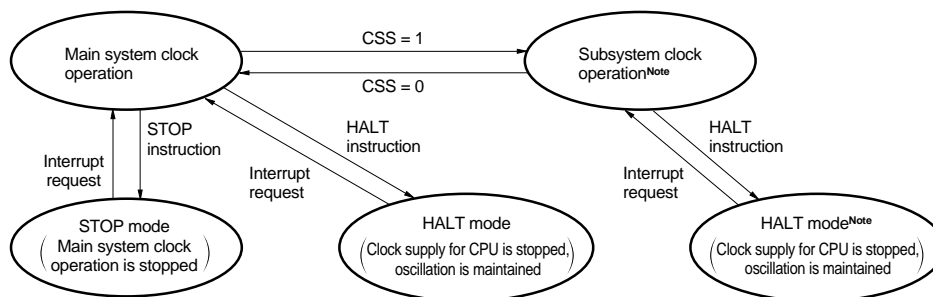 Main system clock
operation
CSS = 1
CSS = 0
Subsystem clock
operationNote
STOP
instruction
Interrupt
request
HALT
instruction
Interrupt
request
HALT
instruction
Interrupt
request
STOP mode
(Main system clock
operation is stopped)
HALT mode
(Clock supply for CPU is stopped,
oscillation is maintained)
HALT modeNote
(Clock supply for CPU is stopped,
oscillation is maintained)